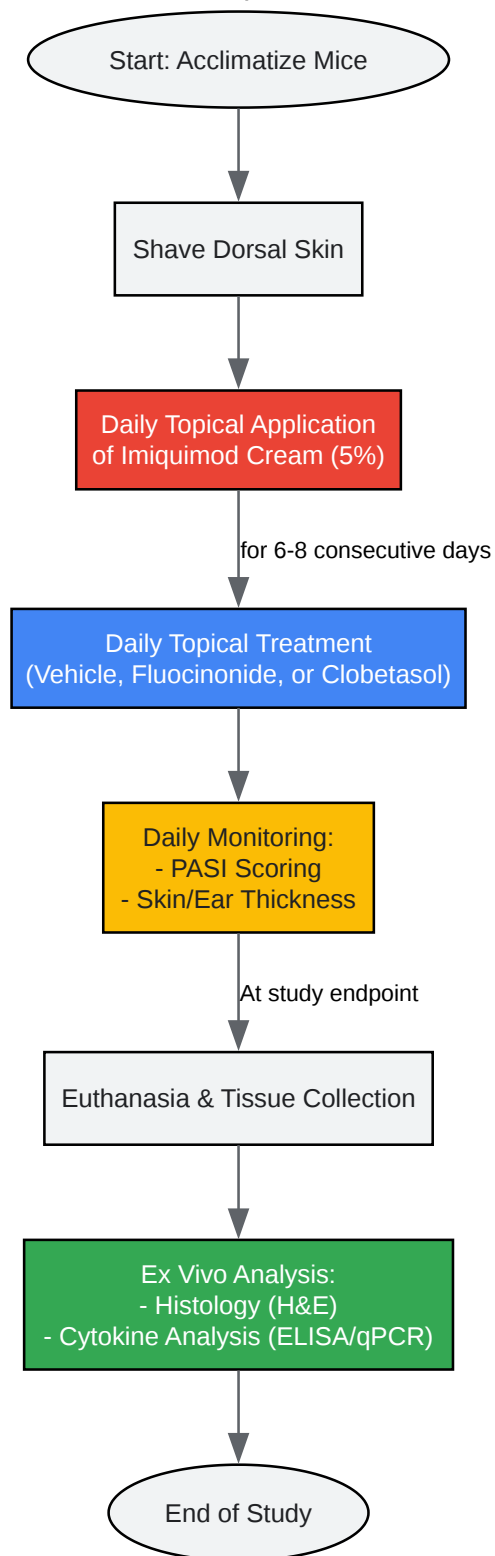 Start: Acclimatize Mice
Shave Dorsal Skin
Daily Topical Application
of Imiquimod Cream (5%)
for 6-8 consecutive days
Daily Topical Treatment
(Vehicle, Fluocinonide, or Clobetasol)
Daily Monitoring:
- PASI Scoring
- Skin/Ear Thickness
At study endpoint
Euthanasia & Tissue Collection
Ex Vivo Analysis:
- Histology (H&E)
- Cytokine Analysis (ELISA/qPCR)
End of Study